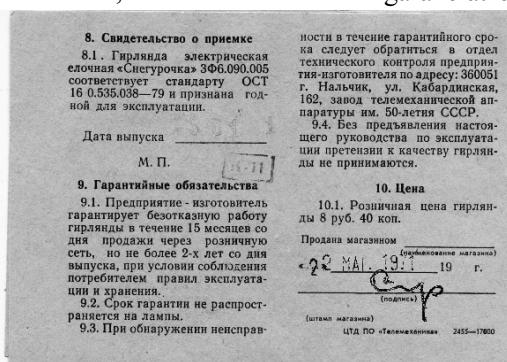 8. Свидетельство о приемке
8.1. Гирлянда электрическая
елочная «Снегурочка» 3Ф6.090.005
соответствует стандарту ОСТ
16 0.535.038—79 и признана год-
ной для эксплуатации.
Дата выпуска
М. П.
9. Гарантийные обязательства
9.1. Предприятие - изготовитель
гарантирует безотказную работу
гирлянды в течение 15 месяцев со
дня продажи через розничную
сеть, но не более 2-х лет со дня
выпуска, при условии соблюдения
потребителем правил эксплуата-
ции и хранения.
9.2. Срок гарантии не распрост-
раняется на лампы.
9.3. При обнаружении неисправ-
ности в течение гарантийного сро-
ка следует обратиться в отдел
технического контроля предприя-
тия-изготовителя по адресу: 360051
г. Нальчик, ул. Кабардинская,
162, завод телемеханической ап-
паратуры им. 50-летия СССР.
9.4. Без предъявления настоя-
щего руководства по эксплуата-
ции претензии к качеству гирлян-
ды не принимаются.
10. Цена
10.1. Розничная цена гирлян-
ды 8 руб. 40 коп.
Продана магазином
(наименование магазина)
22 19 г.
(подпись)
(штамп магазина)
ЦТД ПО «Телемеханика» 2455—17000